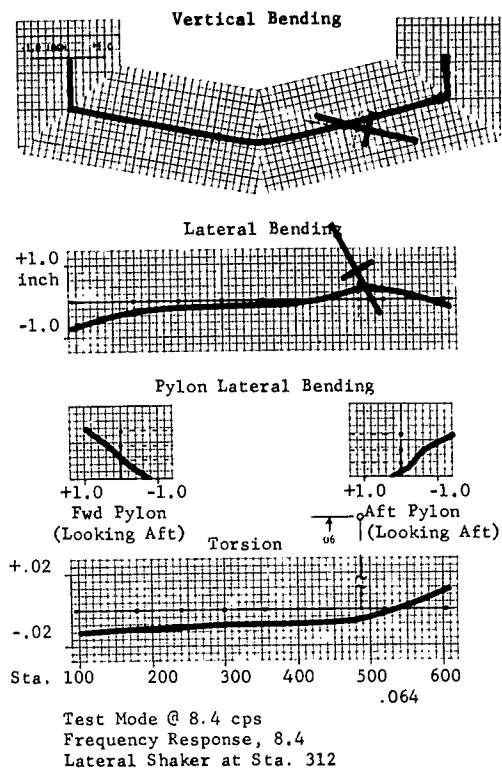 Vertical Bending
Lateral Bending
+1.0
inch
-1.0
Pylon Lateral Bending
+1.0 -1.0
Fwd Pylon
(Looking Aft)
+1.0 -1.0
Aft Pylon
(Looking Aft)
Torsion
+.02
-.02
Sta. 100 200 300 400 500 600
.064
Test Mode @ 8.4 cps
Frequency Response, 8.4
Lateral Shaker at Sta. 312